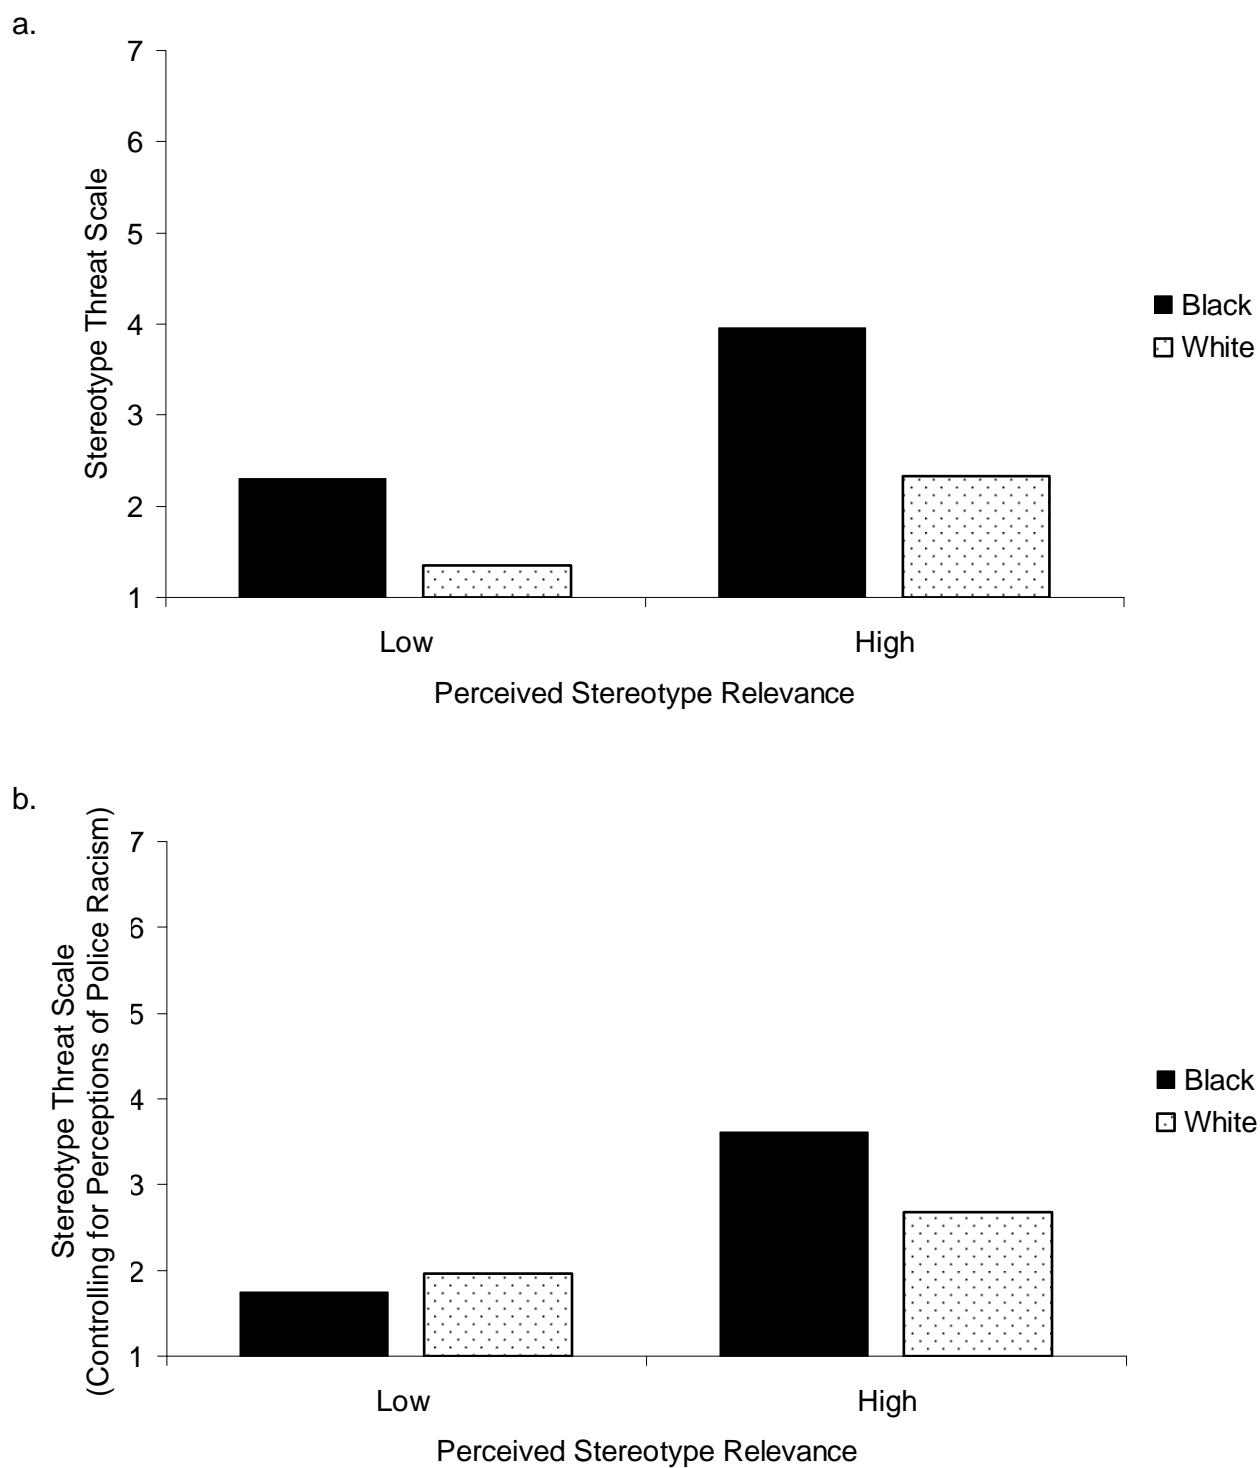 a.
7
6
5
4
3
2
1
Stereotype Threat Scale
Low
High
Perceived Stereotype Relevance
Black
White
b.
7
6
5
4
3
2
1
Stereotype Threat Scale
(Controlling for Perceptions of Police Racism)
Low
High
Perceived Stereotype Relevance
Black
White